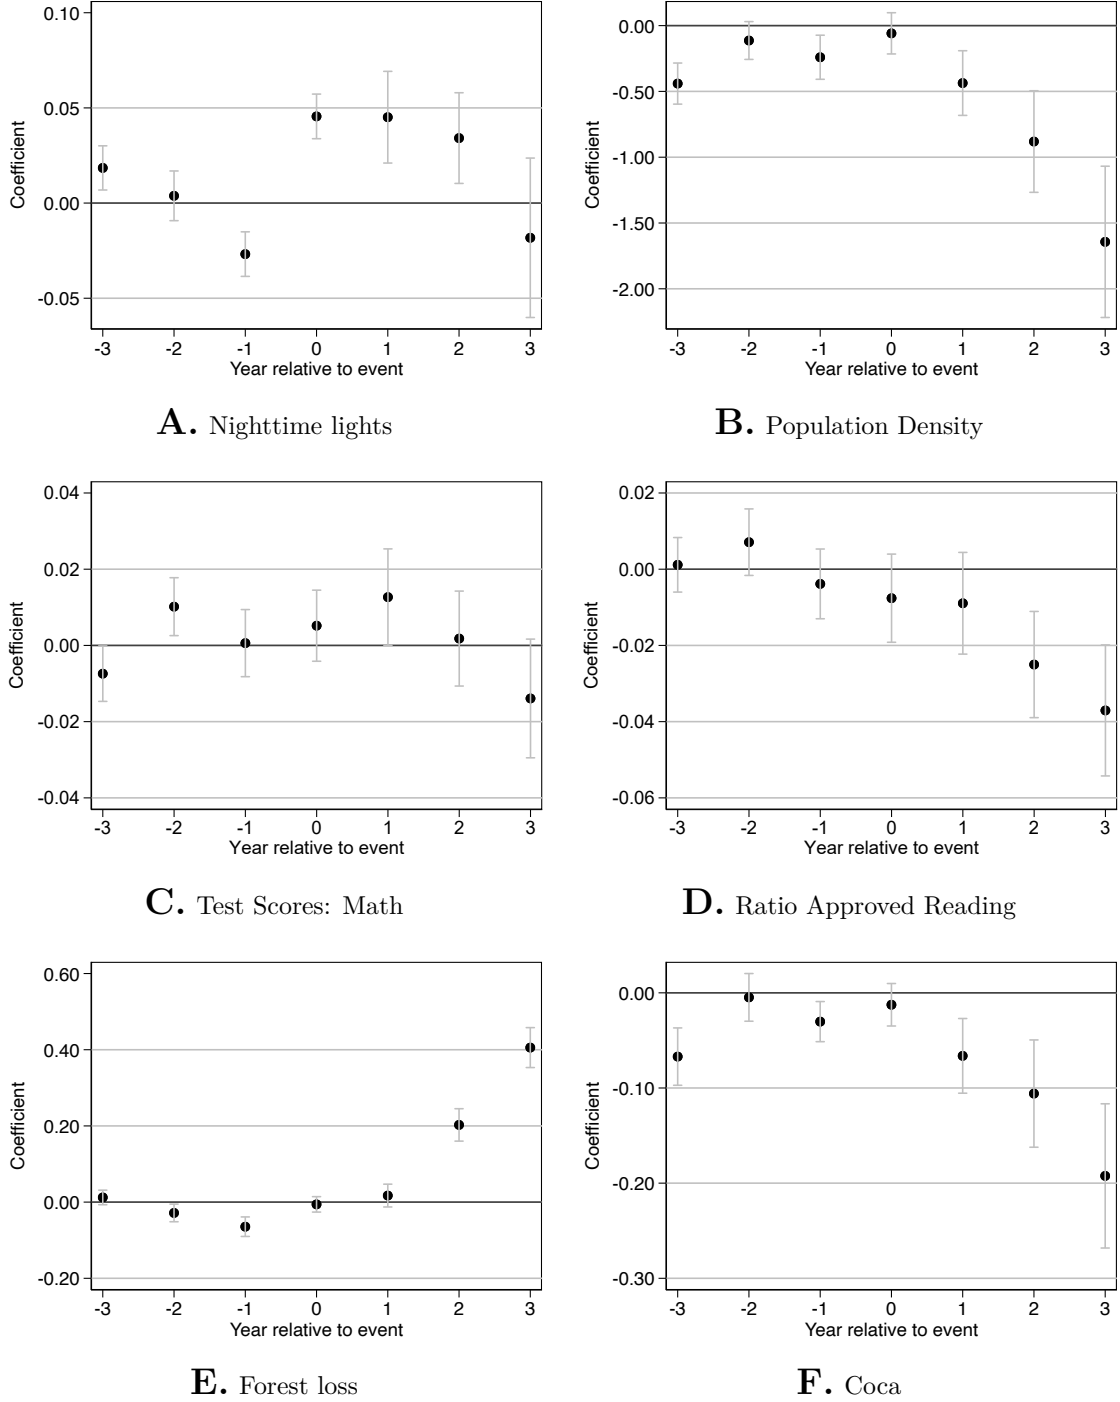 0.10
0.05
0.00
-0.05
Coefficient
-3 -2 -1 0 1 2 3
Year relative to event
A. Nighttime lights
0.00
-0.50
-1.00
-1.50
-2.00
Coefficient
-3 -2 -1 0 1 2 3
Year relative to event
B. Population Density
0.04
0.02
0.00
-0.02
-0.04
Coefficient
-3 -2 -1 0 1 2 3
Year relative to event
C. Test Scores: Math
0.02
0.00
-0.02
-0.04
-0.06
Coefficient
-3 -2 -1 0 1 2 3
Year relative to event
D. Ratio Approved Reading
0.60
0.40
0.20
0.00
-0.20
Coefficient
-3 -2 -1 0 1 2 3
Year relative to event
E. Forest loss
0.00
-0.10
-0.20
-0.30
Coefficient
-3 -2 -1 0 1 2 3
Year relative to event
F. Coca